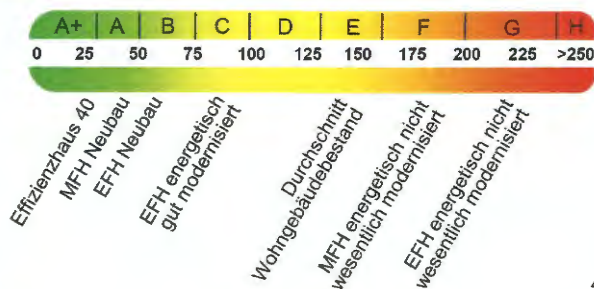 A+ A B C D E F G H
0 25 50 75 100 125 150 175 200 225 >250
Effizienzhaus 40
MFH Neubau
EFH Neubau
EFH energetisch
gut modernisiert
Durchschnitt
Wohngebäudebestand
MFH energetisch nicht
wesentlich modernisiert
EFH energetisch nicht
wesentlich modernisiert